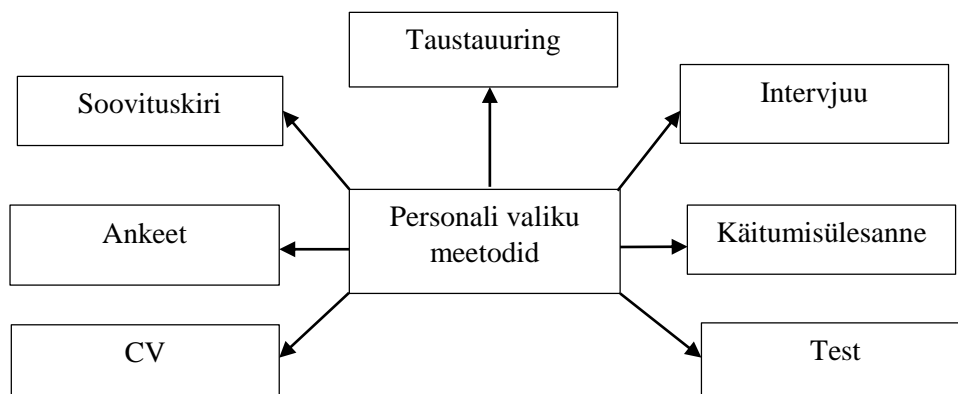 Taustauuring
Soovituskiri
Intervjuu
Personali valiku
meetodid
Ankeet
Käitumisülesanne
CV
Test